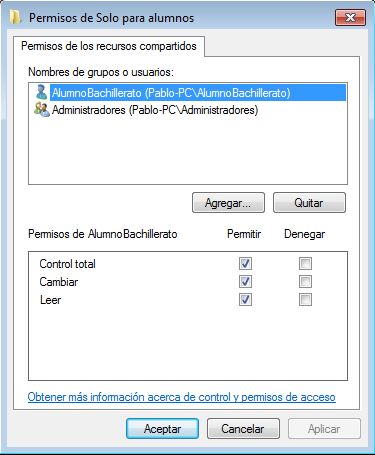 Permisos de Solo para alumnos
Permisos de los recursos compartidos
Nombres de grupos o usuarios:
AlumnoBachillerato (Pablo-PC\AlumnoBachillerato)
Administradores (Pablo-PC\Administradores)
Agregar... Quitar
Permisos de AlumnoBachillerato Permitir Denegar
Control total
Cambiar
Leer
Obtener más información acerca de control y permisos de acceso
Aceptar Cancelar Aplicar